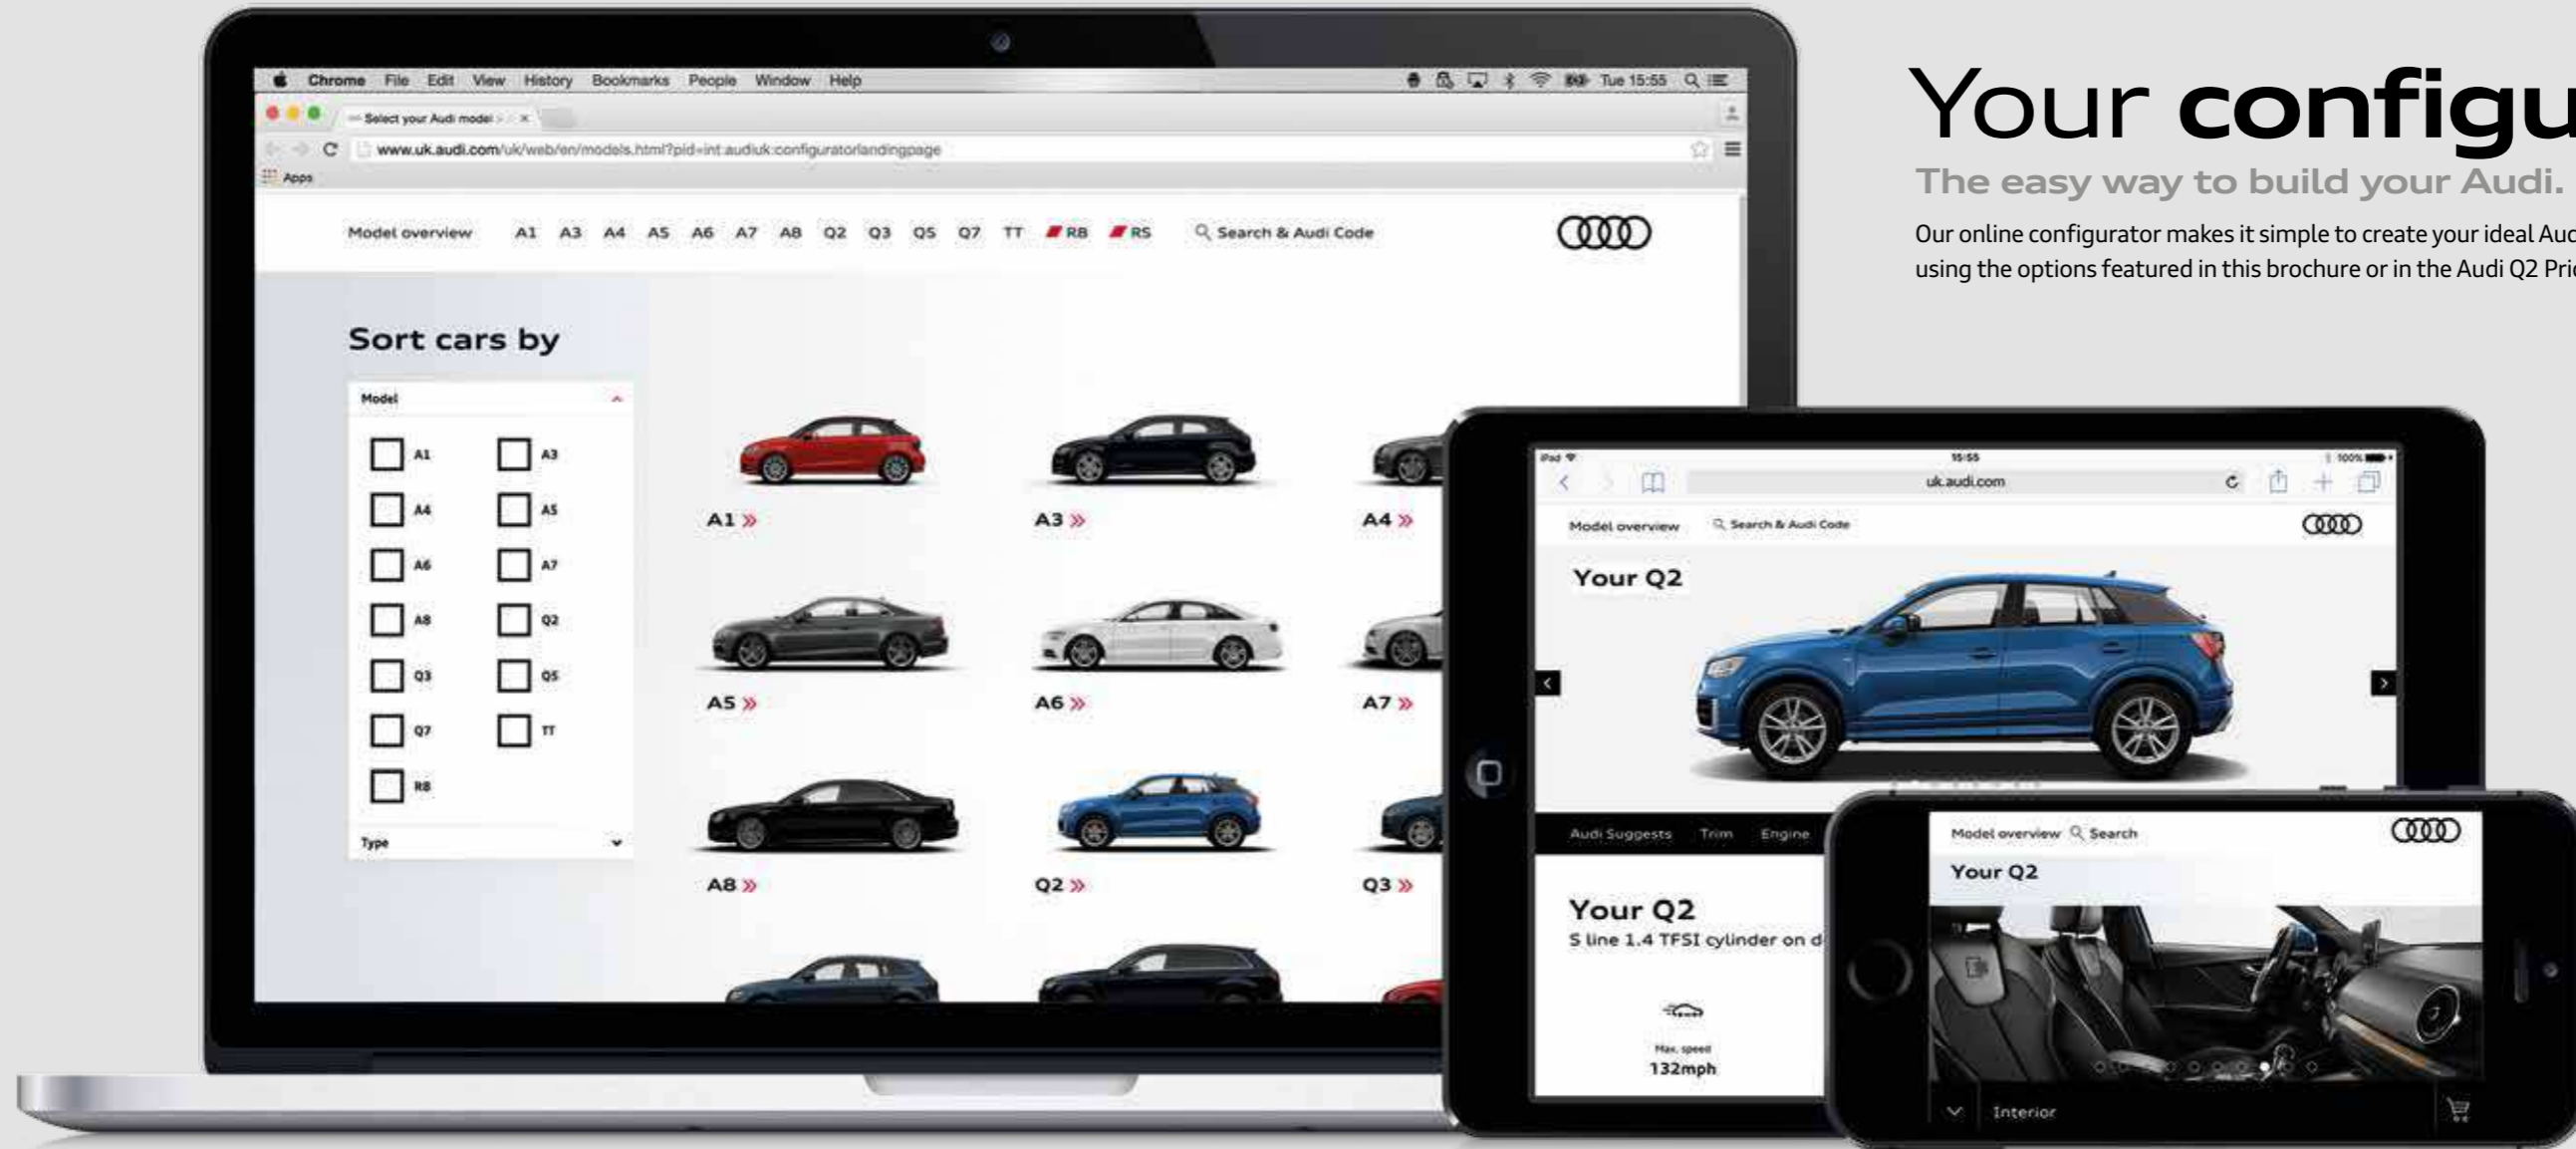 Chrome File Edit View History Bookmarks People Window Help Tue 15:55
Select your Audi model
www.uk.audi.com/uk/web/en/models.html?pid=int:audiuk:configuratorlandingpage
Apps
Model overview A1 A3 A4 A5 A6 A7 A8 Q2 Q3 Q5 Q7 TT R8 RS Search & Audi Code
Sort cars by
Model
A1 A3
A4 A5
A6 A7
A8 Q2
Q3 Q5
Q7 TT
R8
Type
A1 A3 A4
A5 A6 A7
A8 Q2 Q3
Your configu
The easy way to build your Audi.
Our online configurator makes it simple to create your ideal Aud
using the options featured in this brochure or in the Audi Q2 Pric
iPad 15:55 100%
uk.audi.com
Model overview Search & Audi Code
Your Q2
Audi Suggests Trim Engine
Your Q2
S line 1.4 TFSI cylinder on d
Max. speed
132mph
Model overview Search
Your Q2
Interior